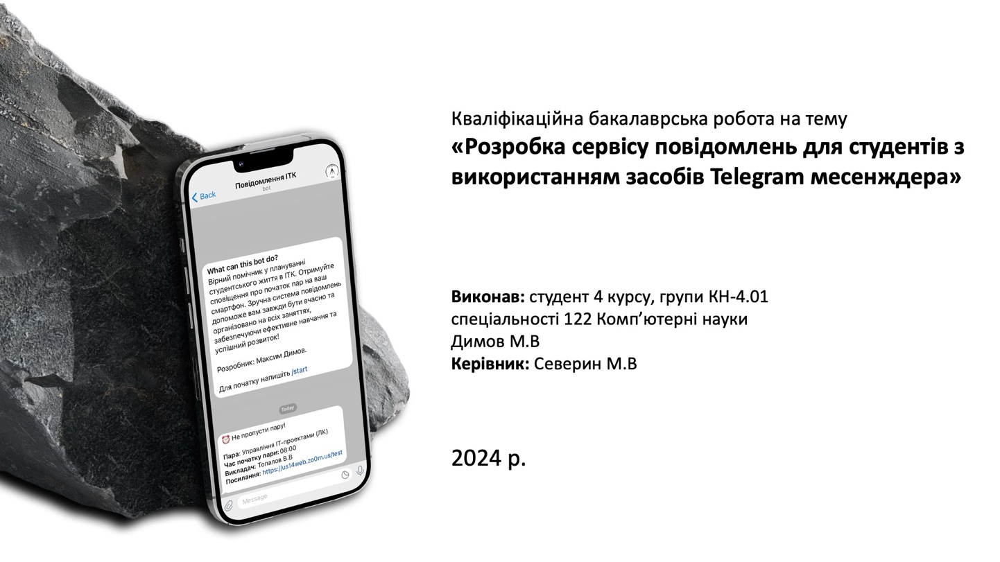 Кваліфікаційна бакалаврська робота на тему
«Розробка сервісу повідомлень для студентів з
використанням засобів Telegram месенждера»
Виконав: студент 4 курсу, групи КН-4.01
спеціальності 122 Комп’ютерні науки
Димов М.В
Керівник: Северин М.В
2024 р.
Повідомлення ІТК
bot
Back
What can this bot do?
Вірний помічник у плануванні
студентського життя в ІТК. Отримуйте
сповіщення про початок пар на ваш
смартфон. Зручна система повідомлень
допоможе вам завжди бути вчасно та
організовано на всіх заняттях,
забезпечуючи ефективне навчання та
успішний розвиток!
Розробник: Максим Димов.
Для початку напишіть /start
Today
⏰ Не пропусти пару!
Пара: Управління ІТ-проектами (ЛК)
Час початку пари: 08:00
Викладач: Топалов В.В
Посилання: https://us14web.zo0m.us/test
Message